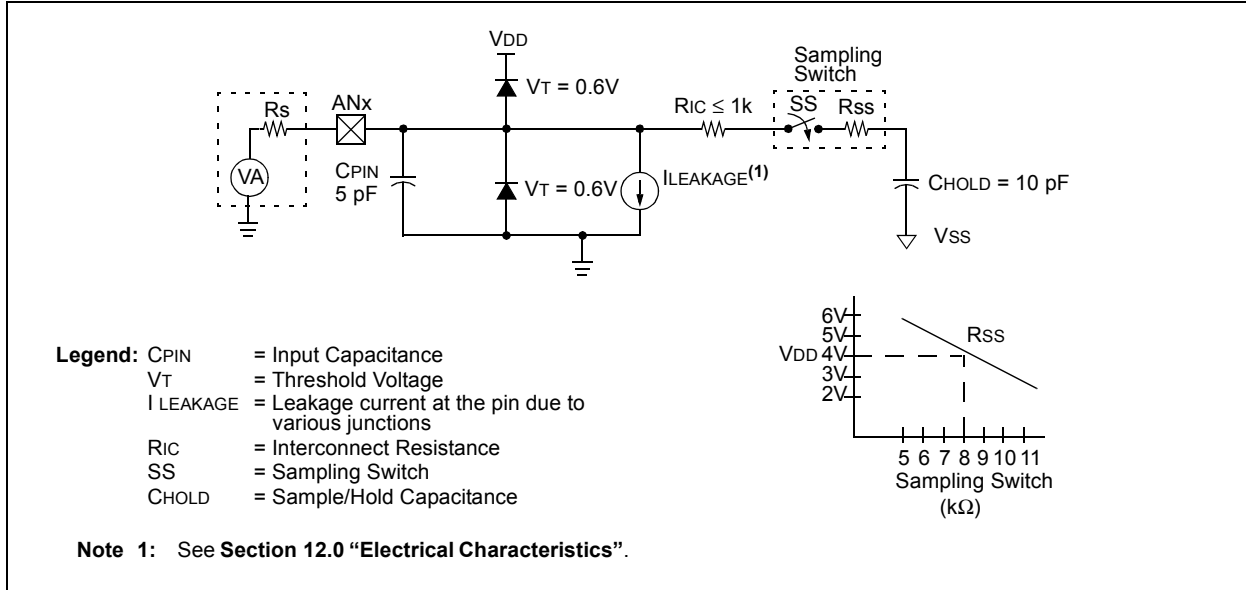 VDD
Sampling
Switch
VT = 0.6V
Rs
ANx
RIC ≤ 1k
SS
Rss
VA
CPIN
5 pF
VT = 0.6V
ILEAKAGE(1)
CHOLD = 10 pF
VSS
6V
5V
VDD 4V
3V
2V
RSS
5 6 7 8 9 10 11
Sampling Switch
(kΩ)
Legend: CPIN = Input Capacitance
VT = Threshold Voltage
I LEAKAGE = Leakage current at the pin due to
various junctions
RIC = Interconnect Resistance
SS = Sampling Switch
CHOLD = Sample/Hold Capacitance
Note 1: See Section 12.0 “Electrical Characteristics”.